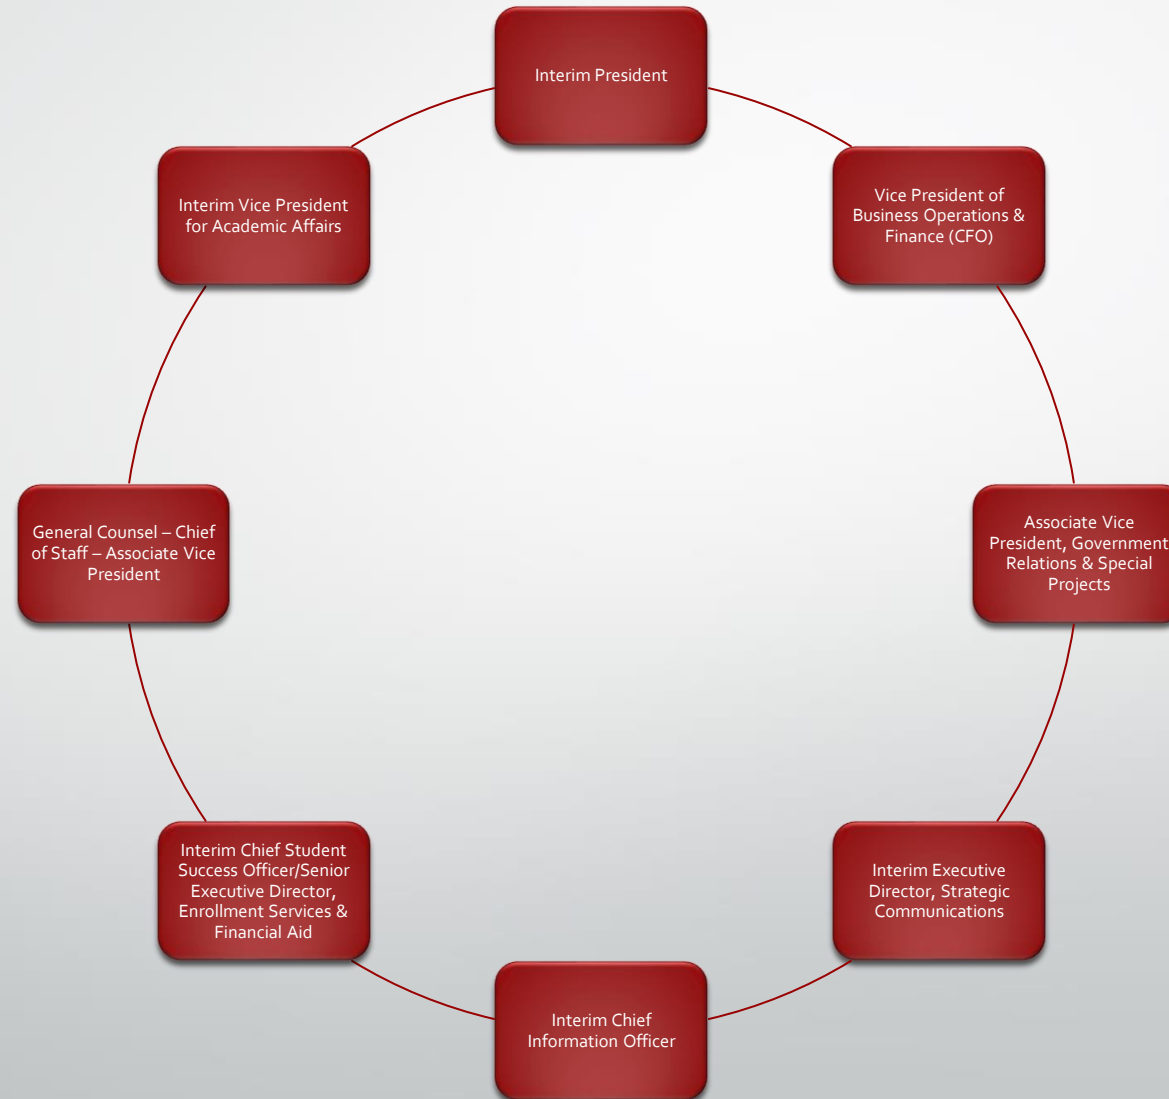 Interim President
Vice President of
Business Operations &
Finance (CFO)
Associate Vice
President, Government
Relations & Special
Projects
Interim Executive
Director, Strategic
Communications
Interim Chief
Information Officer
Interim Chief Student
Success Officer/Senior
Executive Director,
Enrollment Services &
Financial Aid
General Counsel – Chief
of Staff – Associate Vice
President
Interim Vice President
for Academic Affairs